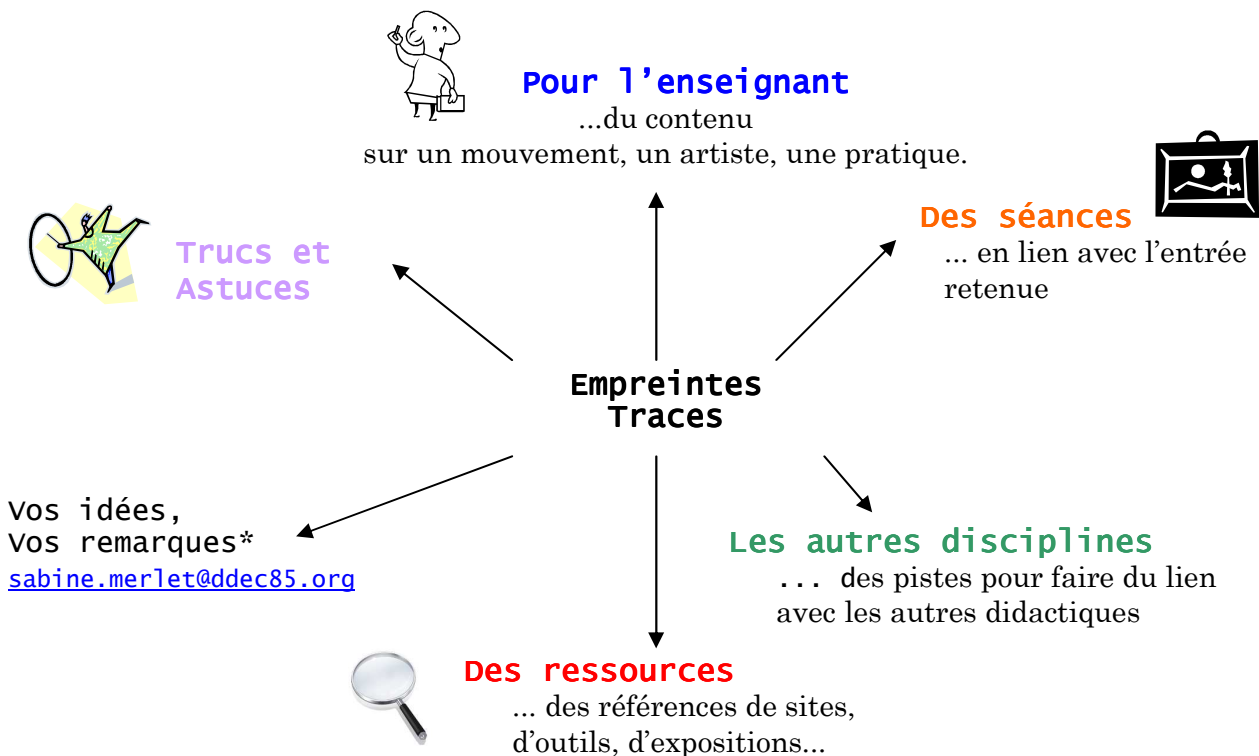 Pour l'enseignant
...du contenu
sur un mouvement, un artiste, une pratique.
Des séances
... en lien avec l'entrée
retenue
Trucs et
Astuces
Empreintes
Traces
Vos idées,
Vos remarques*
sabine.merlet@ddec85.org
Les autres disciplines
... des pistes pour faire du lien
avec les autres didactiques
Des ressources
... des références de sites,
d'outils, d'expositions...